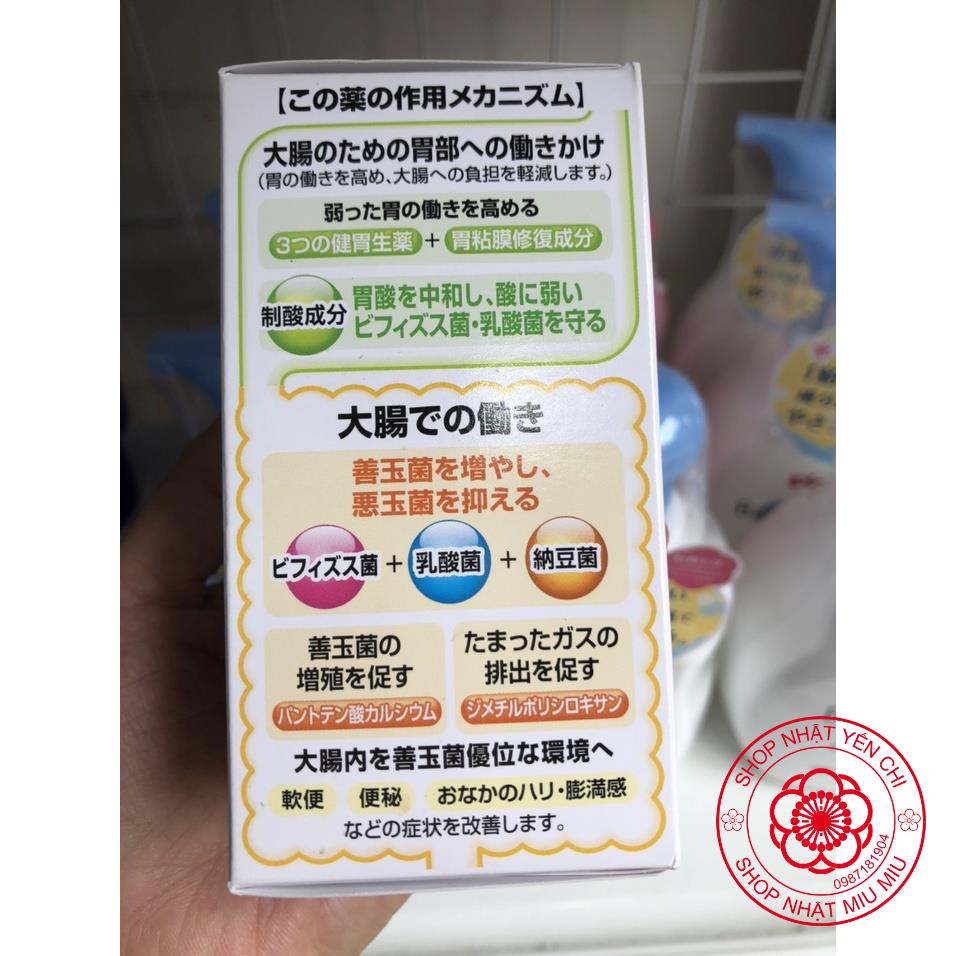 【この薬の作用メカニズム】
大腸のための胃部への働きかけ
(胃の働きを高め、大腸への負担を軽減します。)
弱った胃の働きを高める
3つの健胃生薬 + 胃粘膜修復成分
制酸成分
胃酸を中和し、酸に弱い
ビフィズス菌・乳酸菌を守る
大腸での働き
善玉菌を増やし、
悪玉菌を抑える
ビフィズス菌 + 乳酸菌 + 納豆菌
善玉菌の
増殖を促す
パントテン酸カルシウム
たまったガスの
排出を促す
ジメチルポリシロキサン
大腸内を善玉菌優位な環境へ
軟便 便秘 おなかのハリ・膨満感
などの症状を改善します。
SHOP NHẬT YẾN CHI
0987181904
SHOP NHẬT MIU MIU